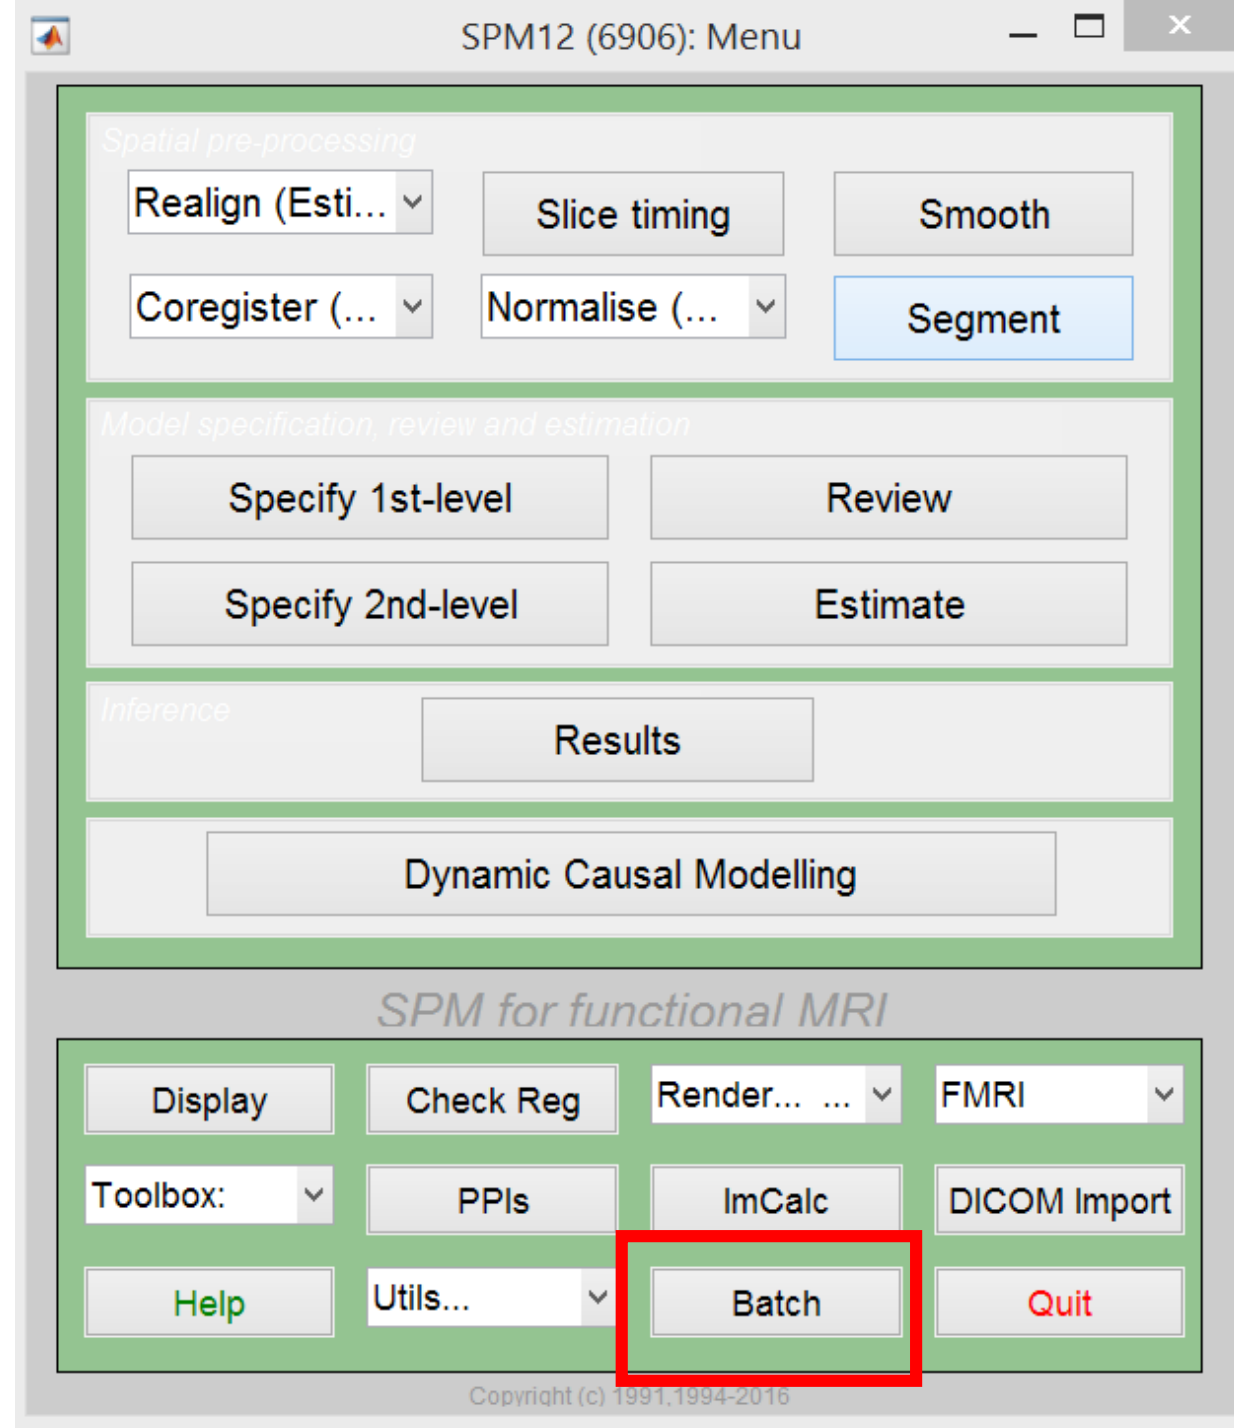 SPM12 (6906): Menu
Spatial pre-processing
Realign (Esti...
Slice timing
Smooth
Coregister (...
Normalise (...
Segment
Model specification, review and estimation
Specify 1st-level
Review
Specify 2nd-level
Estimate
Inference
Results
Dynamic Causal Modelling
SPM for functional MRI
Display
Check Reg
Render... ...
FMRI
Toolbox:
PPIs
ImCalc
DICOM Import
Help
Utils...
Batch
Quit
Copyright (c) 1991,1994-2016